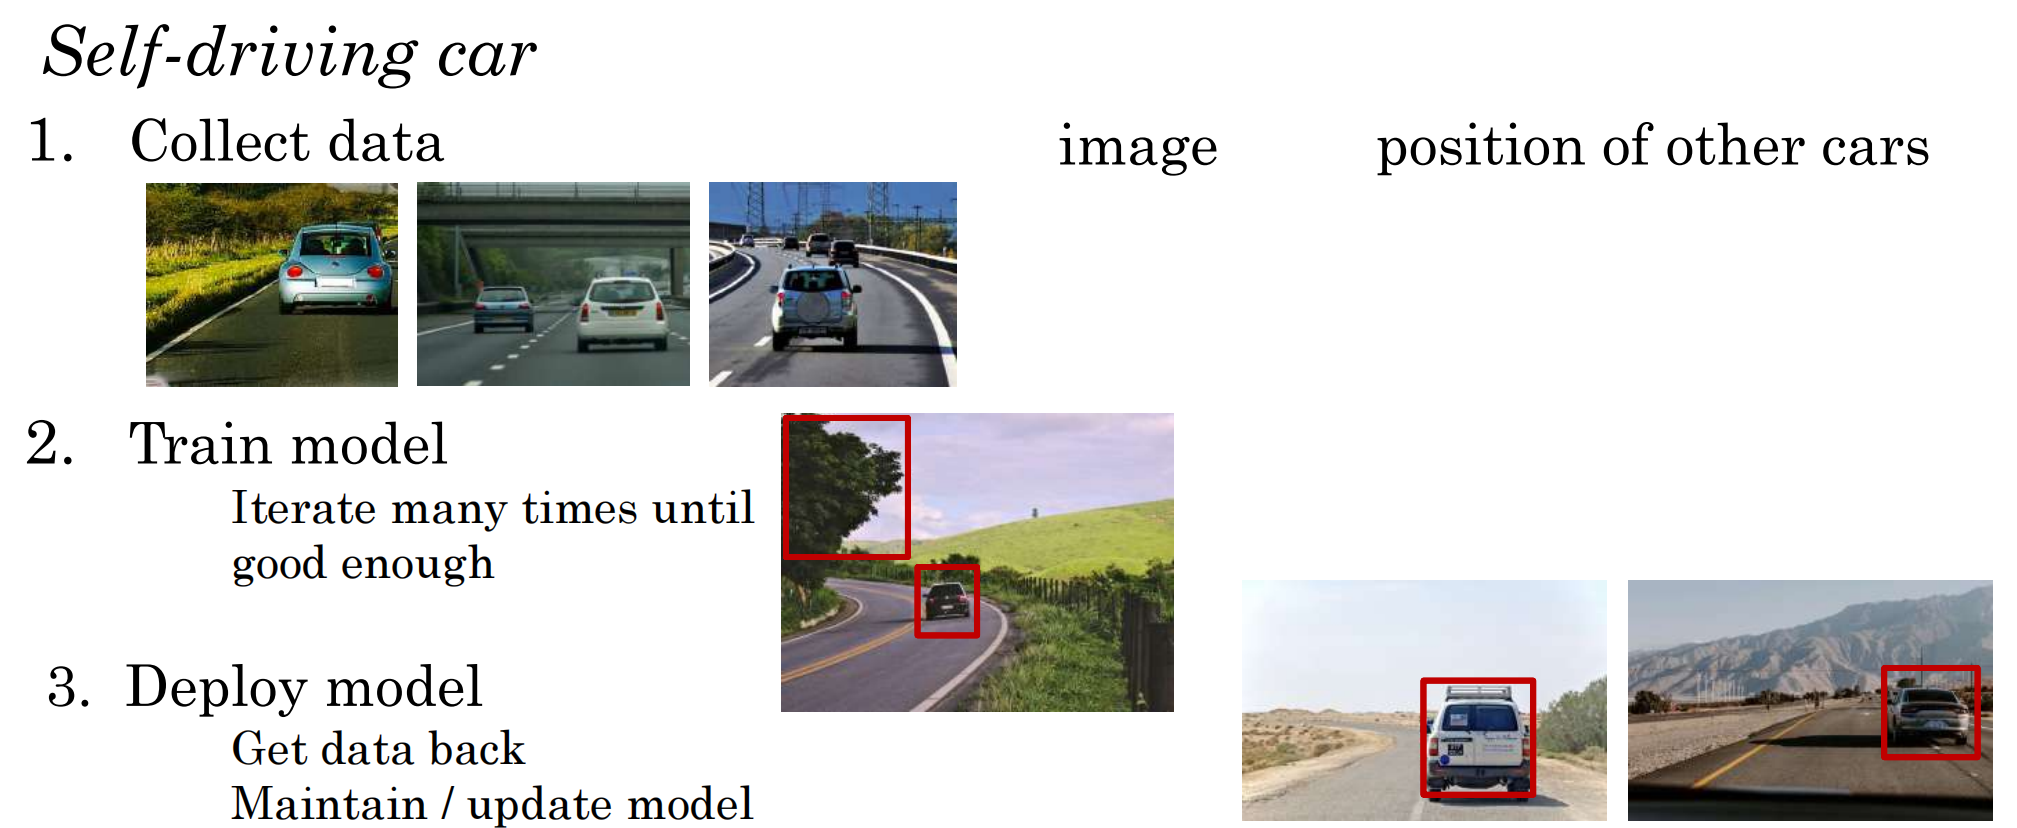 Self-driving car
1. Collect data
image
position of other cars
2. Train model
Iterate many times until
good enough
3. Deploy model
Get data back
Maintain / update model